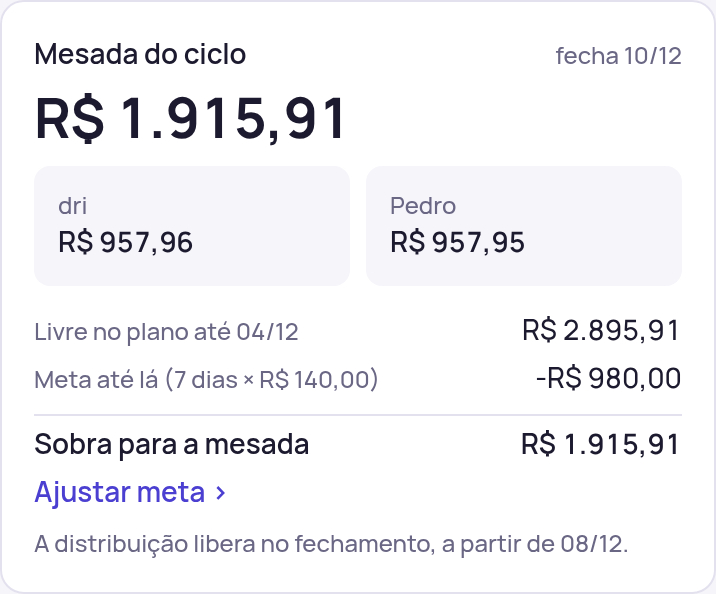 Mesada do ciclo
fecha 10/12
R$ 1.915,91
dri
R$ 957,96
Pedro
R$ 957,95
Livre no plano até 04/12
R$ 2.895,91
Meta até lá (7 dias × R$ 140,00)
-R$ 980,00
Sobra para a mesada
R$ 1.915,91
Ajustar meta ›
A distribuição libera no fechamento, a partir de 08/12.